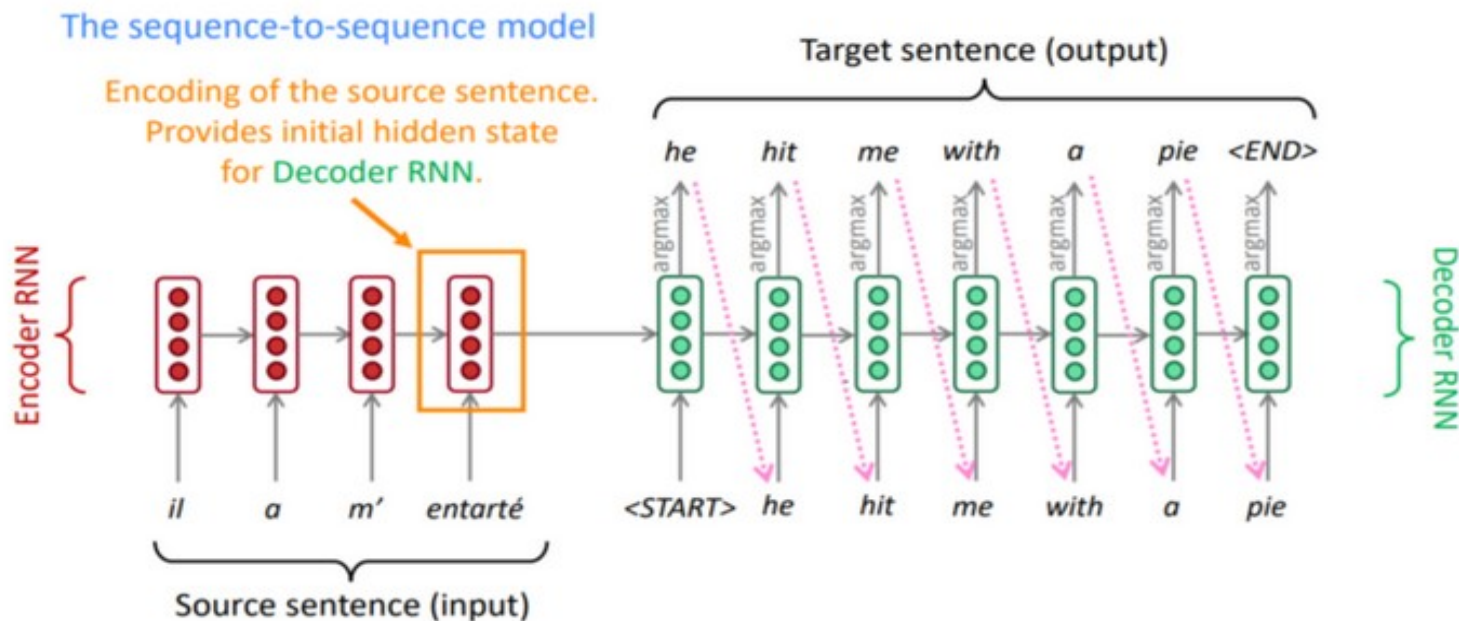 The sequence-to-sequence model
Encoding of the source sentence.
Provides initial hidden state
for Decoder RNN.
Target sentence (output)
he hit me with a pie <END>
argmax argmax argmax argmax argmax argmax argmax
Encoder RNN
Decoder RNN
il a m’ entarté
<START> he hit me with a pie
Source sentence (input)